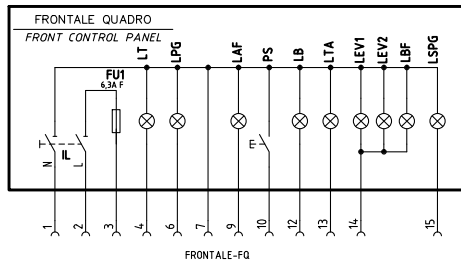 FRONTALE QUADRO
FRONT CONTROL PANEL
FU1
6,3A F
LT
LPG
LAF
PS
LB
LTA
LEV1
LEV2
LBF
LSPG
IL
N
L
1
2
3
4
6
7
9
10
12
13
14
15
FRONTALE-FQ